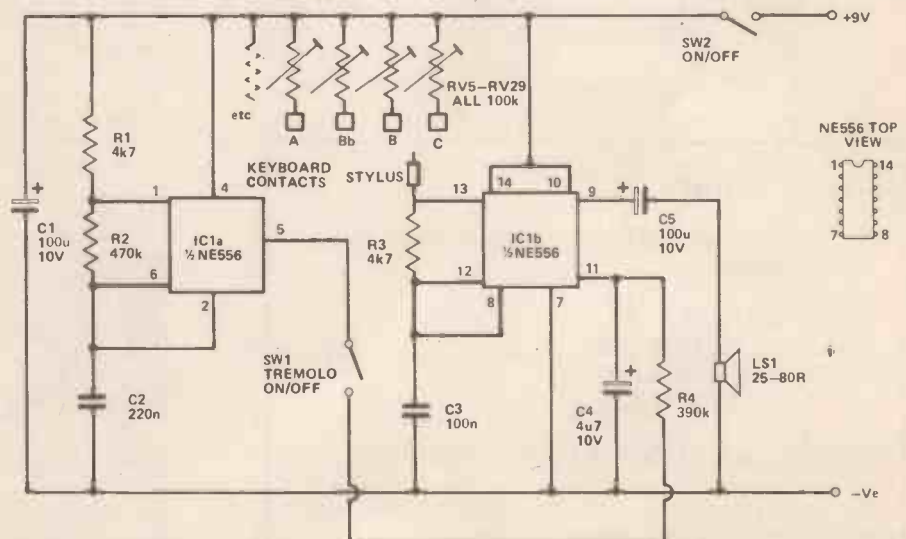 +9V
SW2
ON/OFF
RV5–RV29
ALL 100k
etc
A
Bb
B
C
NE556 TOP
VIEW
1
14
7
8
R1
4k7
KEYBOARD
CONTACTS
STYLUS
1
4
13
14
10
9
+
C1
100u
10V
R2
470k
IC1a
½ NE556
5
6
2
R3
4k7
IC1b
½ NE556
12
8
7
11
+
C5
100u
10V
SW1
TREMOLO
ON/OFF
C2
220n
C3
100n
+
C4
4u7
10V
R4
390k
LS1
25–80R
–Ve